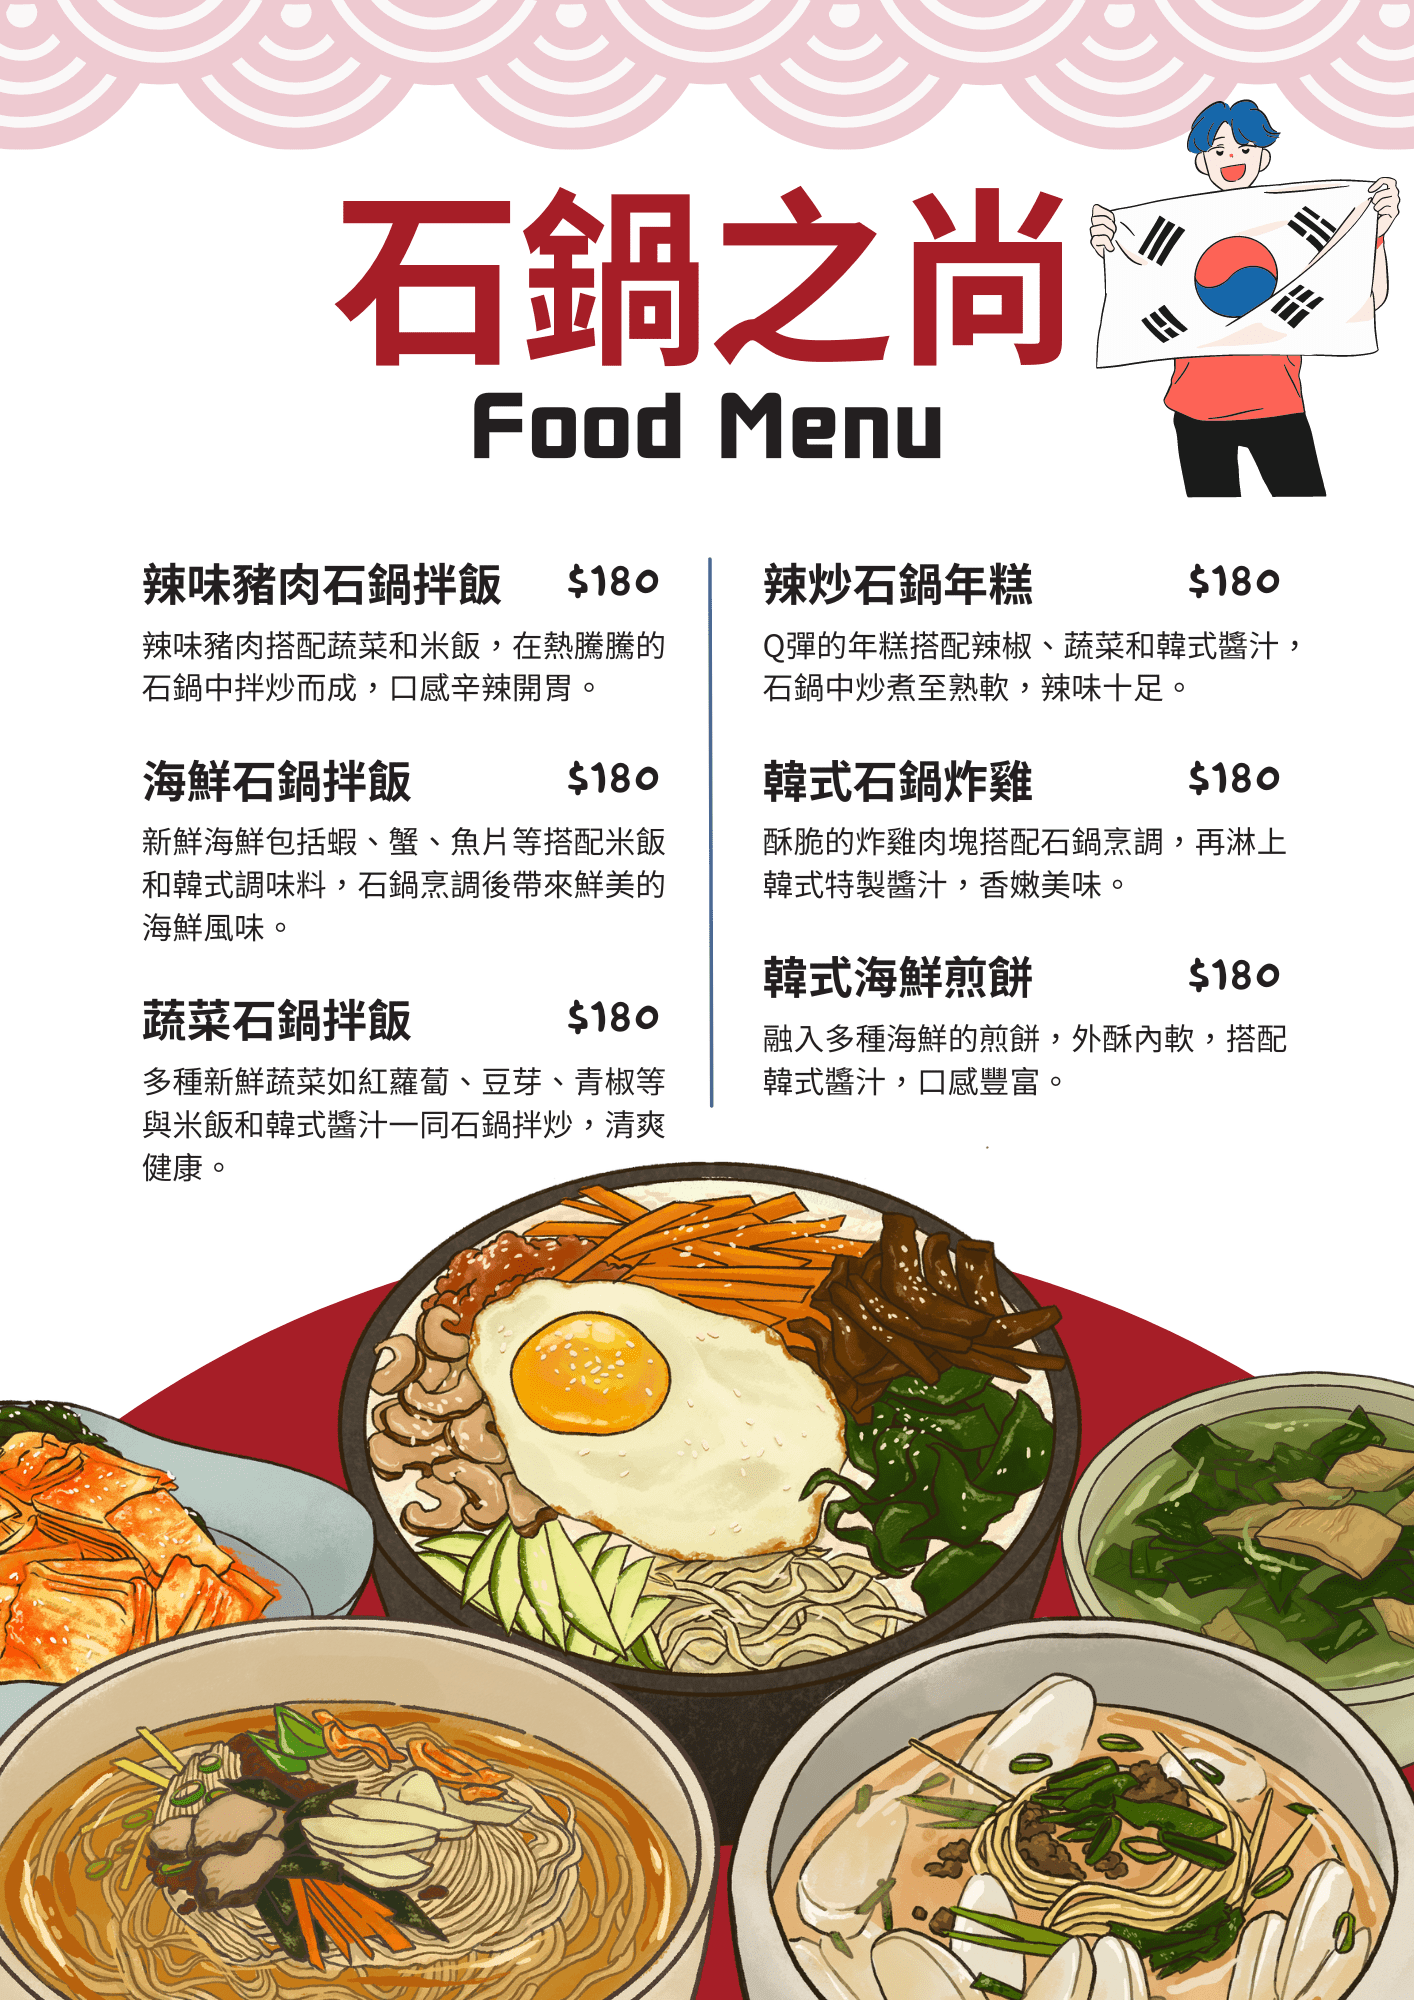 石鍋之尚
Food Menu
辣味豬肉石鍋拌飯 $180
辣味豬肉搭配蔬菜和米飯，在熱騰騰的
石鍋中拌炒而成，口感辛辣開胃。
海鮮石鍋拌飯 $180
新鮮海鮮包括蝦、蟹、魚片等搭配米飯
和韓式調味料，石鍋烹調後帶來鮮美的
海鮮風味。
蔬菜石鍋拌飯 $180
多種新鮮蔬菜如紅蘿蔔、豆芽、青椒等
與米飯和韓式醬汁一同石鍋拌炒，清爽
健康。
辣炒石鍋年糕 $180
Q彈的年糕搭配辣椒、蔬菜和韓式醬汁，
石鍋中炒煮至熟軟，辣味十足。
韓式石鍋炸雞 $180
酥脆的炸雞肉塊搭配石鍋烹調，再淋上
韓式特製醬汁，香嫩美味。
韓式海鮮煎餅 $180
融入多種海鮮的煎餅，外酥內軟，搭配
韓式醬汁，口感豐富。